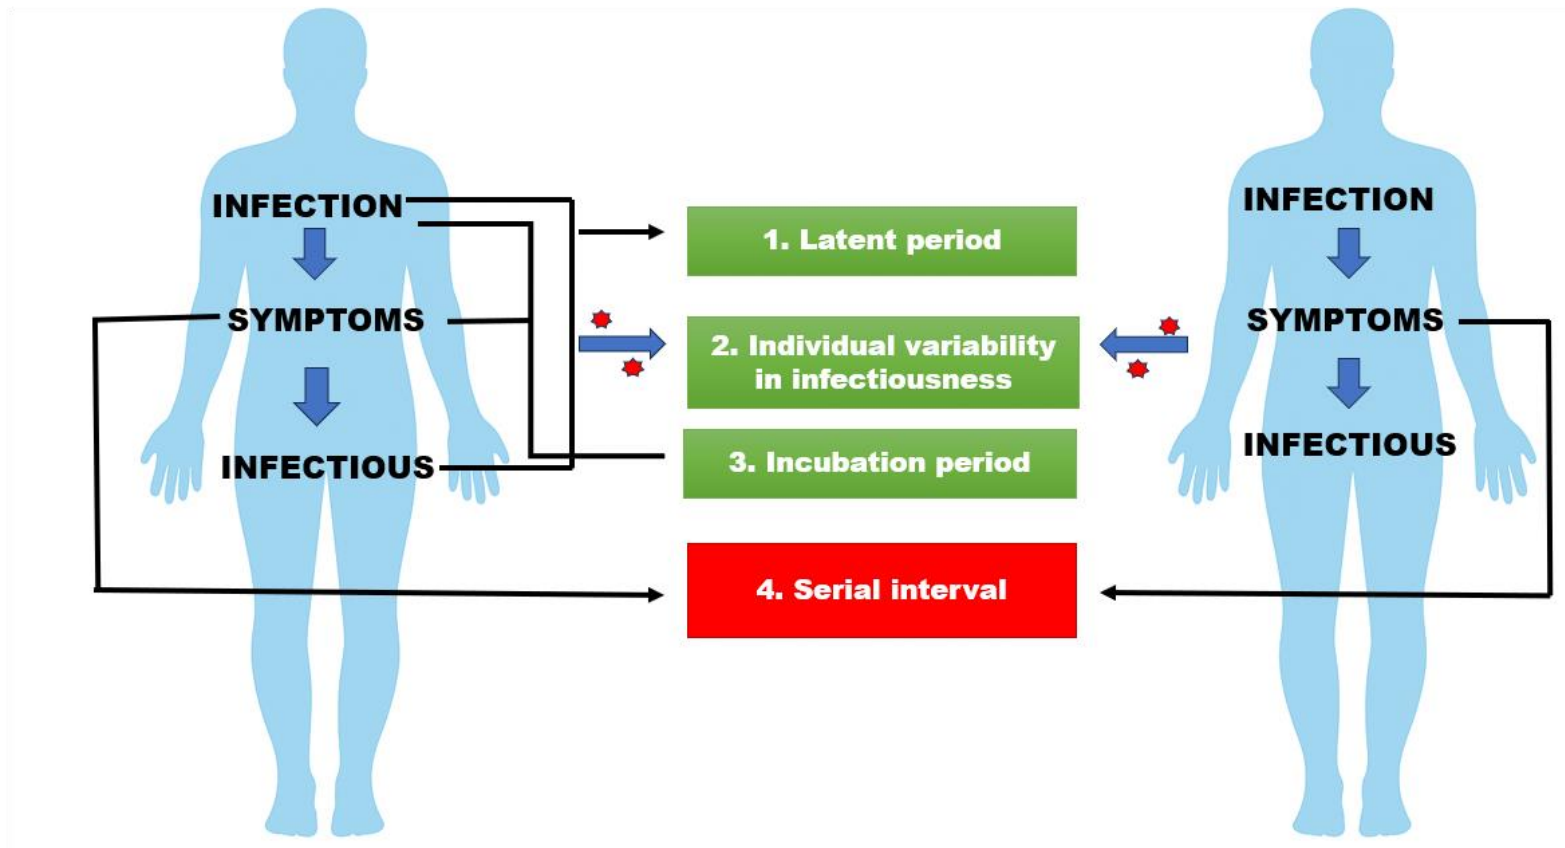 INFECTION
SYMPTOMS
INFECTIOUS
1. Latent period
2. Individual variability
in infectiousness
3. Incubation period
4. Serial interval
INFECTION
SYMPTOMS
INFECTIOUS